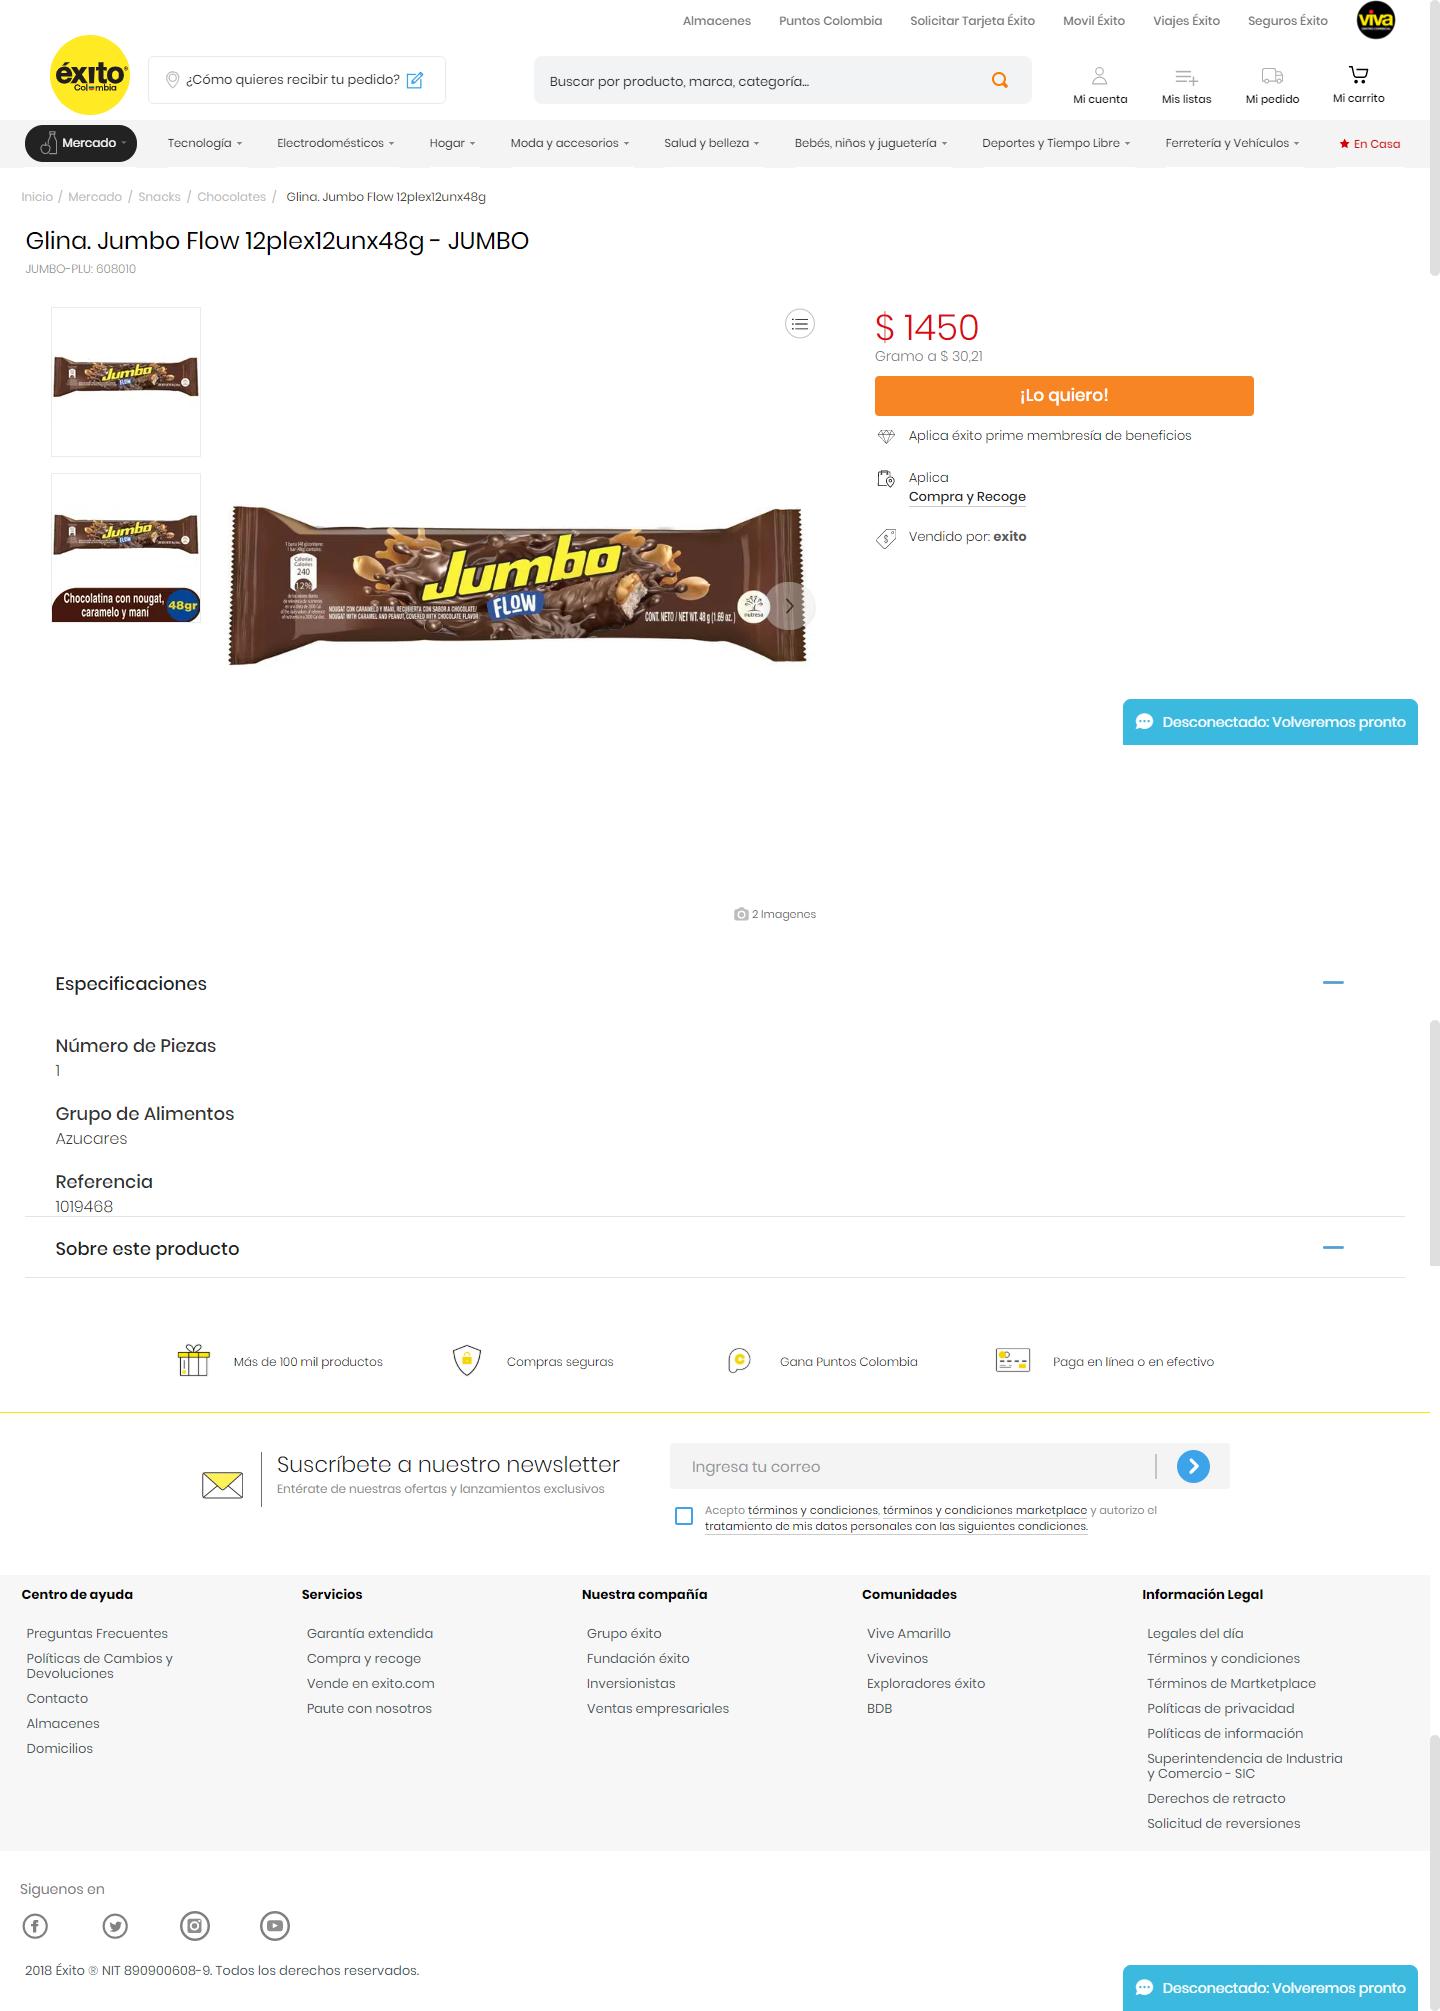 Almacenes Puntos Colombia Solicitar Tarjeta Éxito Movil Éxito Viajes Éxito Seguros Éxito viva
éxito
Colombia
¿Cómo quieres recibir tu pedido?
Buscar por producto, marca, categoría...
Mi cuenta Mis listas Mi pedido Mi carrito
Mercado Tecnología Electrodomésticos Hogar Moda y accesorios Salud y belleza Bebés, niños y juguetería Deportes y Tiempo Libre Ferretería y Vehículos En Casa
Inicio / Mercado / Snacks / Chocolates / Glina. Jumbo Flow 12plex12unx48g
Glina. Jumbo Flow 12plex12unx48g - JUMBO
JUMBO-PLU: 608010
Jumbo
FLOW
Jumbo
FLOW
Chocolatina con nougat,
caramelo y maní
48gr
Calorías
Calories
240
12%
Jumbo
FLOW
NOUGAT CON CARAMELO Y MANÍ, RECUBIERTA CON SABOR A CHOCOLATE/
NOUGAT WITH CARAMEL AND PEANUT, COVERED WITH CHOCOLATE FLAVOR
CONT. NETO / NET WT. 48 g (1.69 oz.)
nutresa
$ 1450
Gramo a $ 30,21
¡Lo quiero!
Aplica éxito prime membresía de beneficios
Aplica
Compra y Recoge
Vendido por: exito
Desconectado: Volveremos pronto
2 Imagenes
Especificaciones
Número de Piezas
1
Grupo de Alimentos
Azucares
Referencia
1019468
Sobre este producto
Más de 100 mil productos
Compras seguras
Gana Puntos Colombia
Paga en línea o en efectivo
Suscríbete a nuestro newsletter
Entérate de nuestras ofertas y lanzamientos exclusivos
Ingresa tu correo
Acepto términos y condiciones, términos y condiciones marketplace y autorizo el
tratamiento de mis datos personales con las siguientes condiciones.
Centro de ayuda
Preguntas Frecuentes
Políticas de Cambios y
Devoluciones
Contacto
Almacenes
Domicilios
Servicios
Garantía extendida
Compra y recoge
Vende en exito.com
Paute con nosotros
Nuestra compañía
Grupo éxito
Fundación éxito
Inversionistas
Ventas empresariales
Comunidades
Vive Amarillo
Vivevinos
Exploradores éxito
BDB
Información Legal
Legales del día
Términos y condiciones
Términos de Martketplace
Políticas de privacidad
Políticas de información
Superintendencia de Industria
y Comercio - SIC
Derechos de retracto
Solicitud de reversiones
Siguenos en
2018 Éxito ® NIT 890900608-9. Todos los derechos reservados.
Desconectado: Volveremos pronto